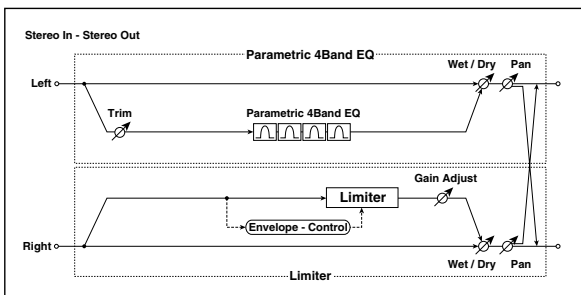 Stereo In - Stereo Out
Parametric 4Band EQ
Wet / Dry
Pan
Left
Trim
Parametric 4Band EQ
Gain Adjust
Limiter
Envelope - Control
Right
Wet / Dry
Pan
Limiter